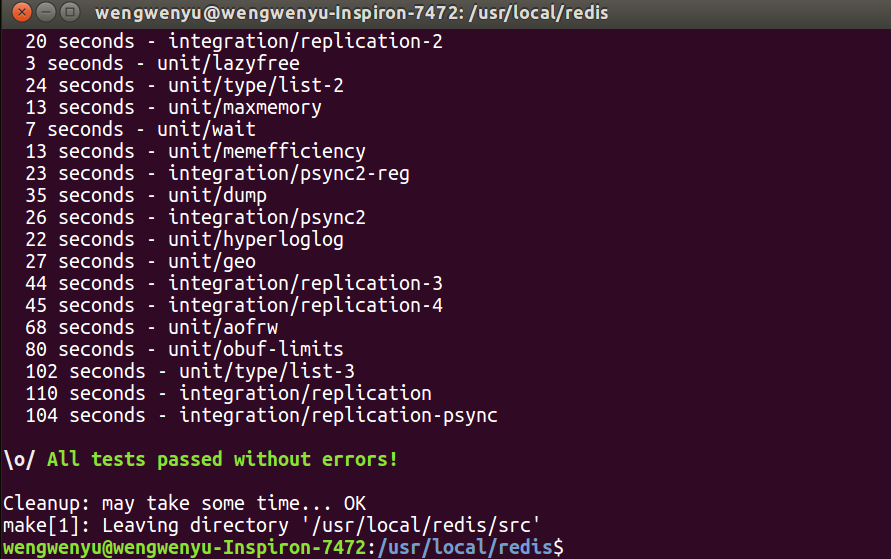 wengwenyu@wengwenyu-Inspiron-7472: /usr/local/redis
20 seconds - integration/replication-2
3 seconds - unit/lazyfree
24 seconds - unit/type/list-2
13 seconds - unit/maxmemory
7 seconds - unit/wait
13 seconds - unit/memefficiency
23 seconds - integration/psync2-reg
35 seconds - unit/dump
26 seconds - integration/psync2
22 seconds - unit/hyperloglog
27 seconds - unit/geo
44 seconds - integration/replication-3
45 seconds - integration/replication-4
68 seconds - unit/aofrw
80 seconds - unit/obuf-limits
102 seconds - unit/type/list-3
110 seconds - integration/replication
104 seconds - integration/replication-psync
\o/ All tests passed without errors!
Cleanup: may take some time... OK
make[1]: Leaving directory '/usr/local/redis/src'
wengwenyu@wengwenyu-Inspiron-7472:/usr/local/redis$